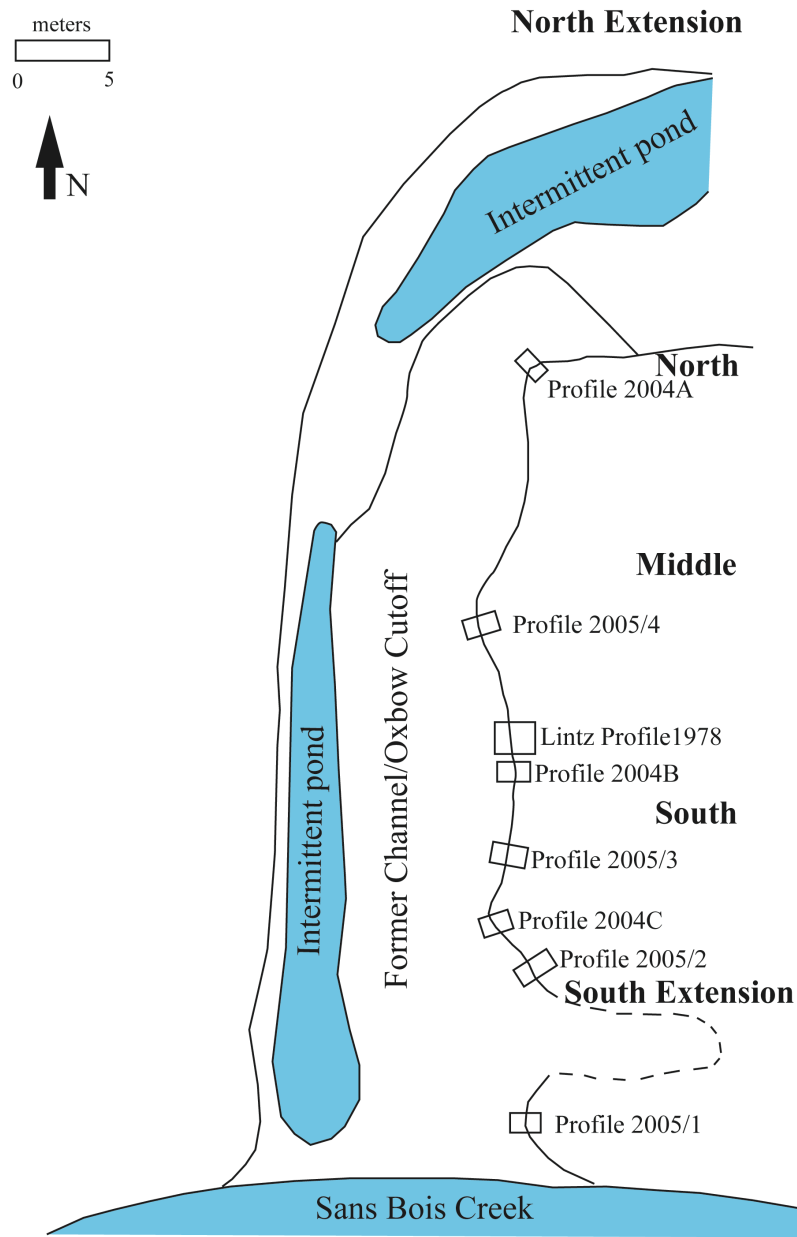 meters
0 5
N
North Extension
Intermittent pond
North
Profile 2004A
Middle
Profile 2005/4
Lintz Profile1978
Profile 2004B
South
Profile 2005/3
Profile 2004C
Profile 2005/2
South Extension
Former Channel/Oxbow Cutoff
Intermittent pond
Profile 2005/1
Sans Bois Creek